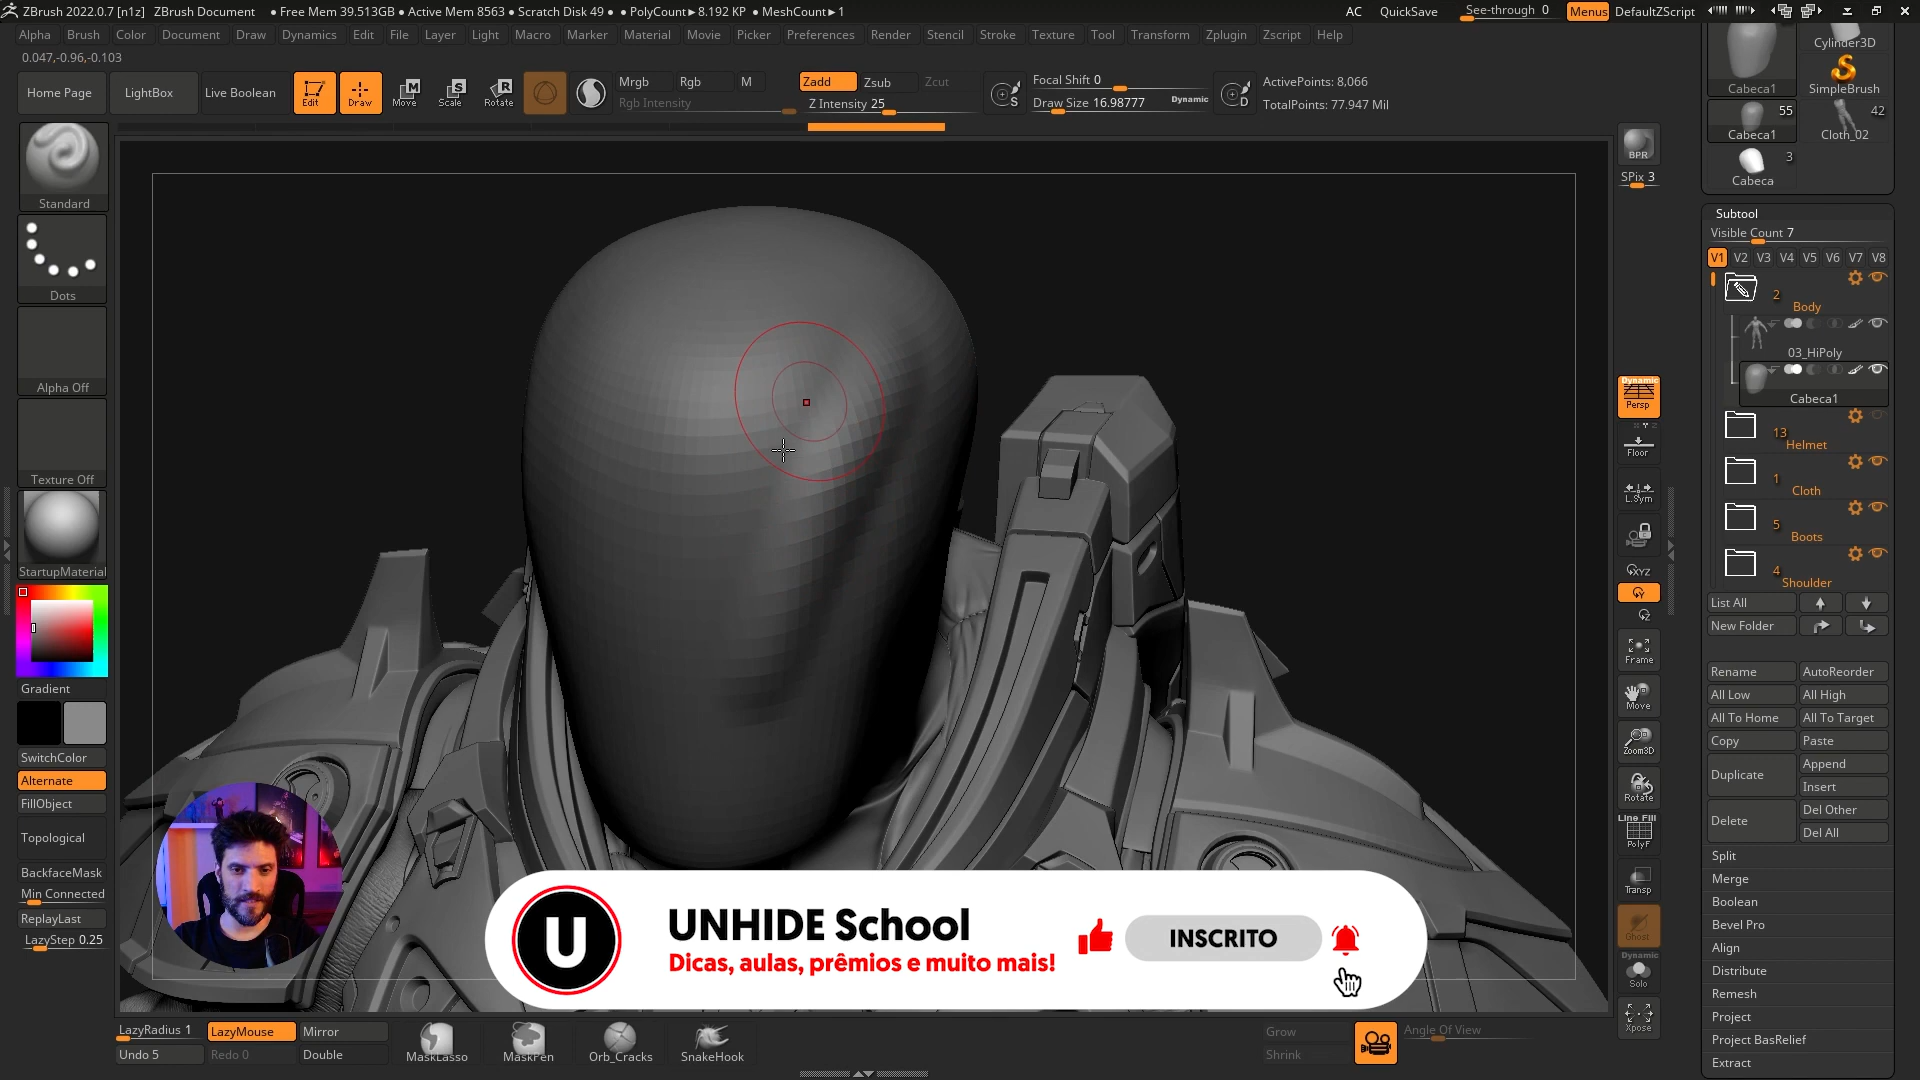 ZBrush 2022.0.7 [n1z]  ZBrush Document  • Free Mem 39.513GB • Active Mem 8563 • Scratch Disk 49 •  • PolyCount▸8.192 KP  • MeshCount▸1  AC  QuickSave  See-through 0  Menus  DefaultZScript
Alpha  Brush  Color  Document  Draw  Dynamics  Edit  File  Layer  Light  Macro  Marker  Material  Movie  Picker  Preferences  Render  Stencil  Stroke  Texture  Tool  Transform  Zplugin  Zscript  Help
0.047,-0.96,-0.103
Home Page  LightBox  Live Boolean  Edit  Draw  Move  Scale  Rotate
Mrgb  Rgb  M  Zadd  Zsub  Zcut  Focal Shift 0  ActivePoints: 8,066
Rgb Intensity  Z Intensity 25  Draw Size 16.98777  Dynamic  TotalPoints: 77.947 Mil
S  D
Standard
Dots
Alpha Off
Texture Off
StartupMaterial
Gradient
SwitchColor
Alternate
FillObject
Topological
BackfaceMask
Min Connected
ReplayLast
LazyStep 0.25
UNHIDE School
Dicas, aulas, prêmios e muito mais!
U
INSCRITO
LazyRadius 1  LazyMouse  Mirror
Undo 5  Redo 0  Double
MaskLasso  MaskPen  Orb_Cracks  SnakeHook
Grow
Shrink
Angle Of View
BPR
SPix 3
Dynamic
Persp
Floor
L.Sym
XYZ
Y
Z
Frame
Move
Zoom3D
Rotate
Line Fill
PolyF
Transp
Ghost
Dynamic
Solo
Xpose
Cylinder3D
Cabeca1  SimpleBrush
55  42
Cabeca1  Cloth_02
3
Cabeca
Subtool
Visible Count 7
V1  V2  V3  V4  V5  V6  V7  V8
2  Body
03_HiPoly
Cabeca1
13  Helmet
1  Cloth
5  Boots
4  Shoulder
List All
New Folder
Rename  AutoReorder
All Low  All High
All To Home  All To Target
Copy  Paste
Duplicate  Append
Insert
Delete  Del Other
Del All
Split
Merge
Boolean
Bevel Pro
Align
Distribute
Remesh
Project
Project BasRelief
Extract